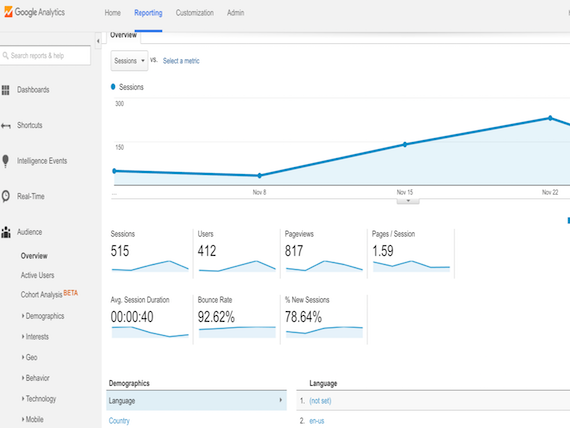 Google Analytics
Home Reporting Customization Admin
Search reports & help
Dashboards
Shortcuts
Intelligence Events
Real-Time
Audience
Overview
Active Users
Cohort Analysis BETA
Demographics
Interests
Geo
Behavior
Technology
Mobile
Overview
Sessions vs. Select a metric
Sessions
300
150
... Nov 8 Nov 15 Nov 22
Sessions Users Pageviews Pages / Session
515 412 817 1.59
Avg. Session Duration Bounce Rate % New Sessions
00:00:40 92.62% 78.64%
Demographics Language
Language 1. (not set)
Country 2. en-us